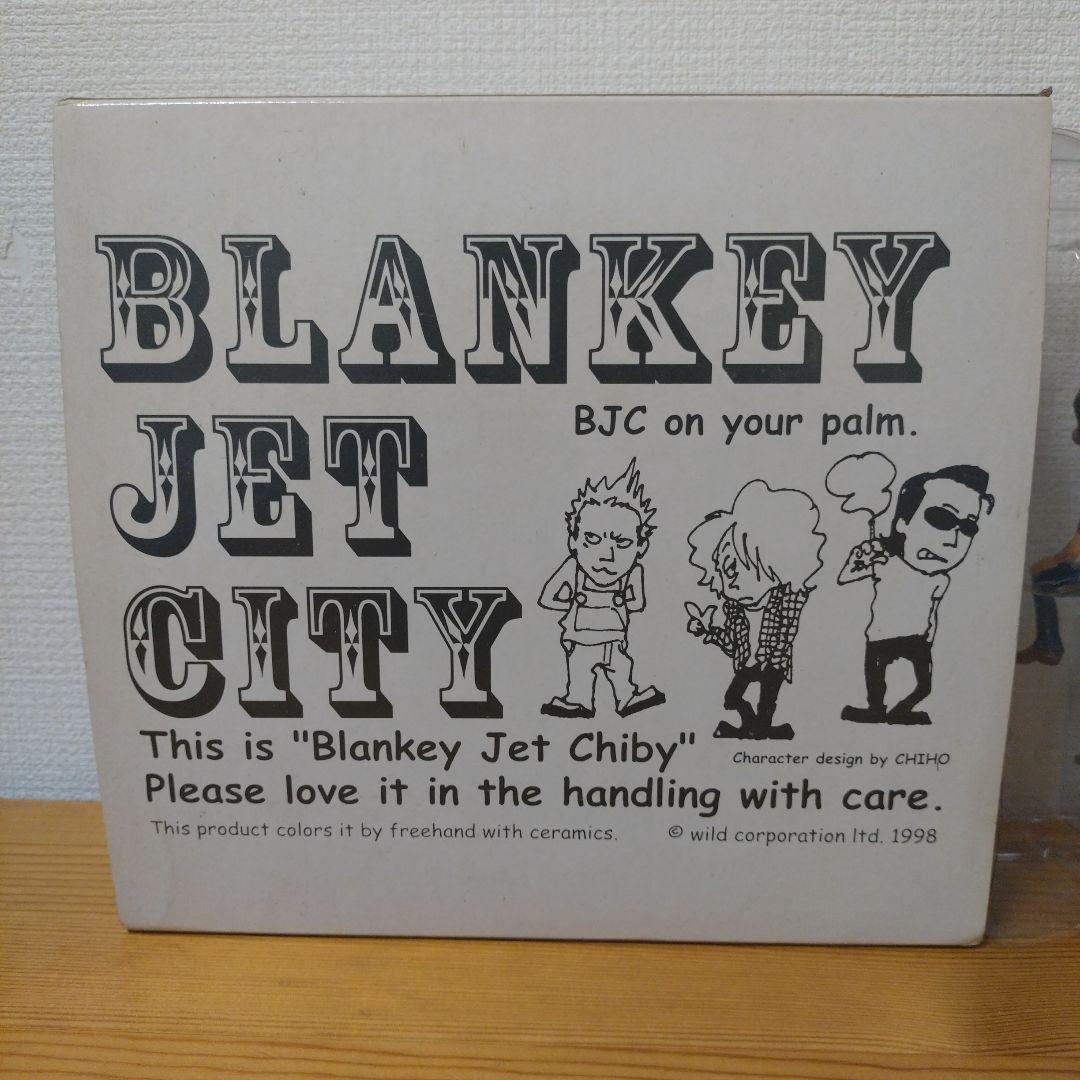 BLANKEY
JET
BJC on your palm.
CITY
This is "Blankey Jet Chiby"
Character design by CHIHO
Please love it in the handling with care.
This product colors it by freehand with ceramics.
© wild corporation ltd. 1998